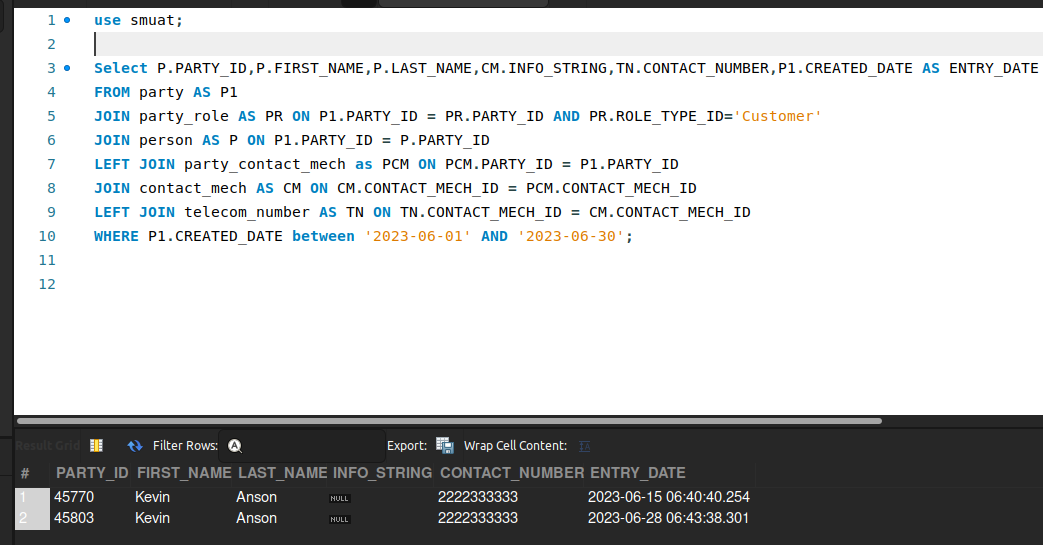 1 use smuat;
2
3 Select P.PARTY_ID,P.FIRST_NAME,P.LAST_NAME,CM.INFO_STRING,TN.CONTACT_NUMBER,P1.CREATED_DATE AS ENTRY_DATE
4 FROM party AS P1
5 JOIN party_role AS PR ON P1.PARTY_ID = PR.PARTY_ID AND PR.ROLE_TYPE_ID='Customer'
6 JOIN person AS P ON P1.PARTY_ID = P.PARTY_ID
7 LEFT JOIN party_contact_mech as PCM ON PCM.PARTY_ID = P1.PARTY_ID
8 JOIN contact_mech AS CM ON CM.CONTACT_MECH_ID = PCM.CONTACT_MECH_ID
9 LEFT JOIN telecom_number AS TN ON TN.CONTACT_MECH_ID = CM.CONTACT_MECH_ID
10 WHERE P1.CREATED_DATE between '2023-06-01' AND '2023-06-30';
11
12
Result Grid Filter Rows: A Export: Wrap Cell Content: IA
# PARTY_ID FIRST_NAME LAST_NAME INFO_STRING CONTACT_NUMBER ENTRY_DATE
1 45770 Kevin Anson NULL 2222333333 2023-06-15 06:40:40.254
2 45803 Kevin Anson NULL 2222333333 2023-06-28 06:43:38.301